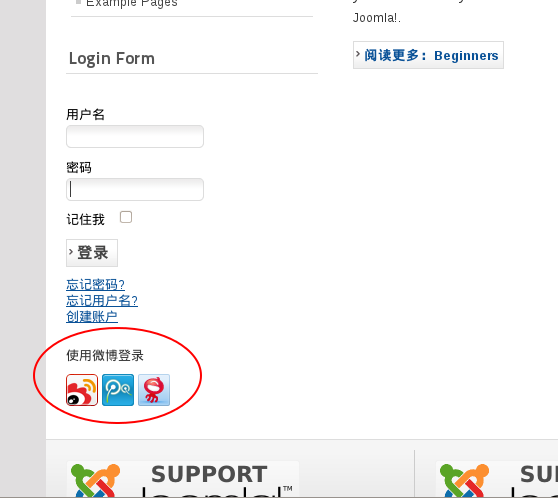 Example Pages
Joomla!.
Login Form
阅读更多：Beginners
用户名
密码
记住我
登录
忘记密码?
忘记用户名?
创建账户
使用微博登录
SUPPORT
Joomla!™